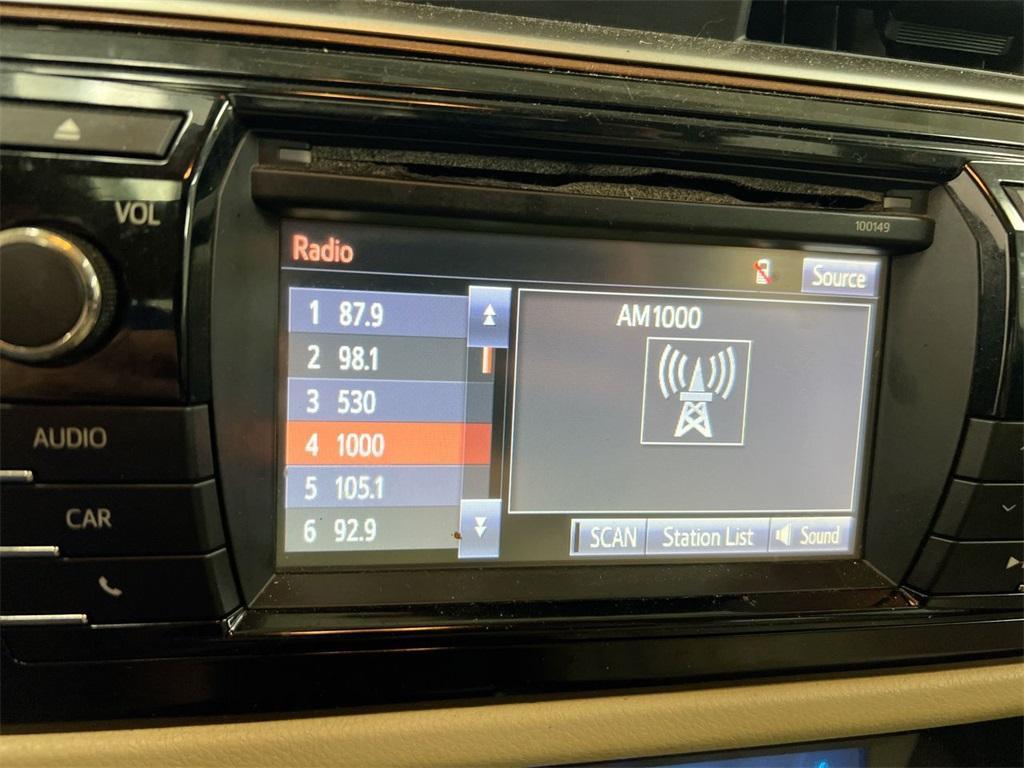 VOL
100149
Radio
Source
1 87.9
2 98.1
3 530
4 1000
5 105.1
6 92.9
AM1000
SCAN
Station List
Sound
AUDIO
CAR